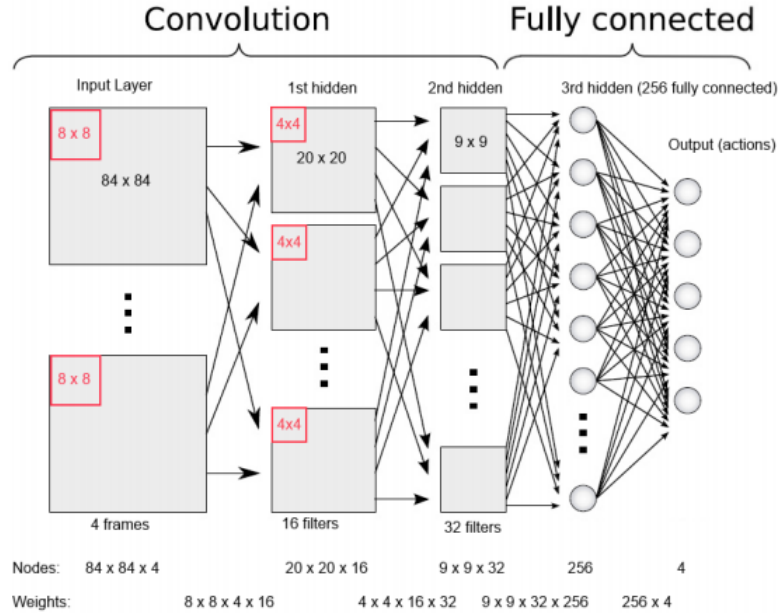 Convolution Fully connected
Input Layer 1st hidden 2nd hidden 3rd hidden (256 fully connected)
8 x 8 4x4 9 x 9 Output (actions)
84 x 84 20 x 20
4x4
8 x 8 4x4
4 frames 16 filters 32 filters
Nodes: 84 x 84 x 4 20 x 20 x 16 9 x 9 x 32 256 4
Weights: 8 x 8 x 4 x 16 4 x 4 x 16 x 32 9 x 9 x 32 x 256 256 x 4